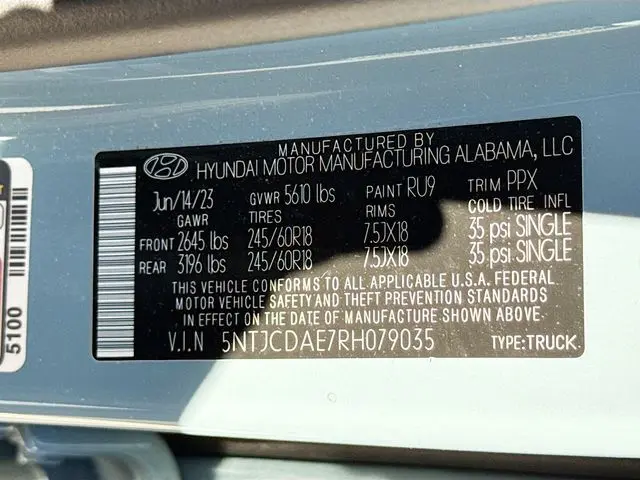 MANUFACTURED BY
HYUNDAI MOTOR MANUFACTURING ALABAMA, LLC
Jun/14/23 GVWR 5610 lbs PAINT RU9 TRIM PPX
GAWR TIRES RIMS COLD TIRE INFL
FRONT 2645 lbs 245/60R18 7.5JX18 35 psi SINGLE
REAR 3196 lbs 245/60R18 7.5JX18 35 psi SINGLE
THIS VEHICLE CONFORMS TO ALL APPLICABLE U.S.A. FEDERAL
MOTOR VEHICLE SAFETY AND THEFT PREVENTION STANDARDS
IN EFFECT ON THE DATE OF MANUFACTURE SHOWN ABOVE.
V.I.N 5NTJCDAE7RH079035 TYPE:TRUCK
5100